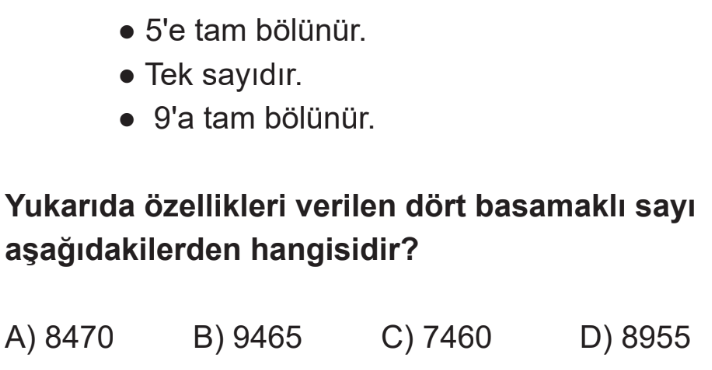 ● 5'e tam bölünür.
● Tek sayıdır.
● 9'a tam bölünür.
Yukarıda özellikleri verilen dört basamaklı sayı
aşağıdakilerden hangisidir?
A) 8470 B) 9465 C) 7460 D) 8955